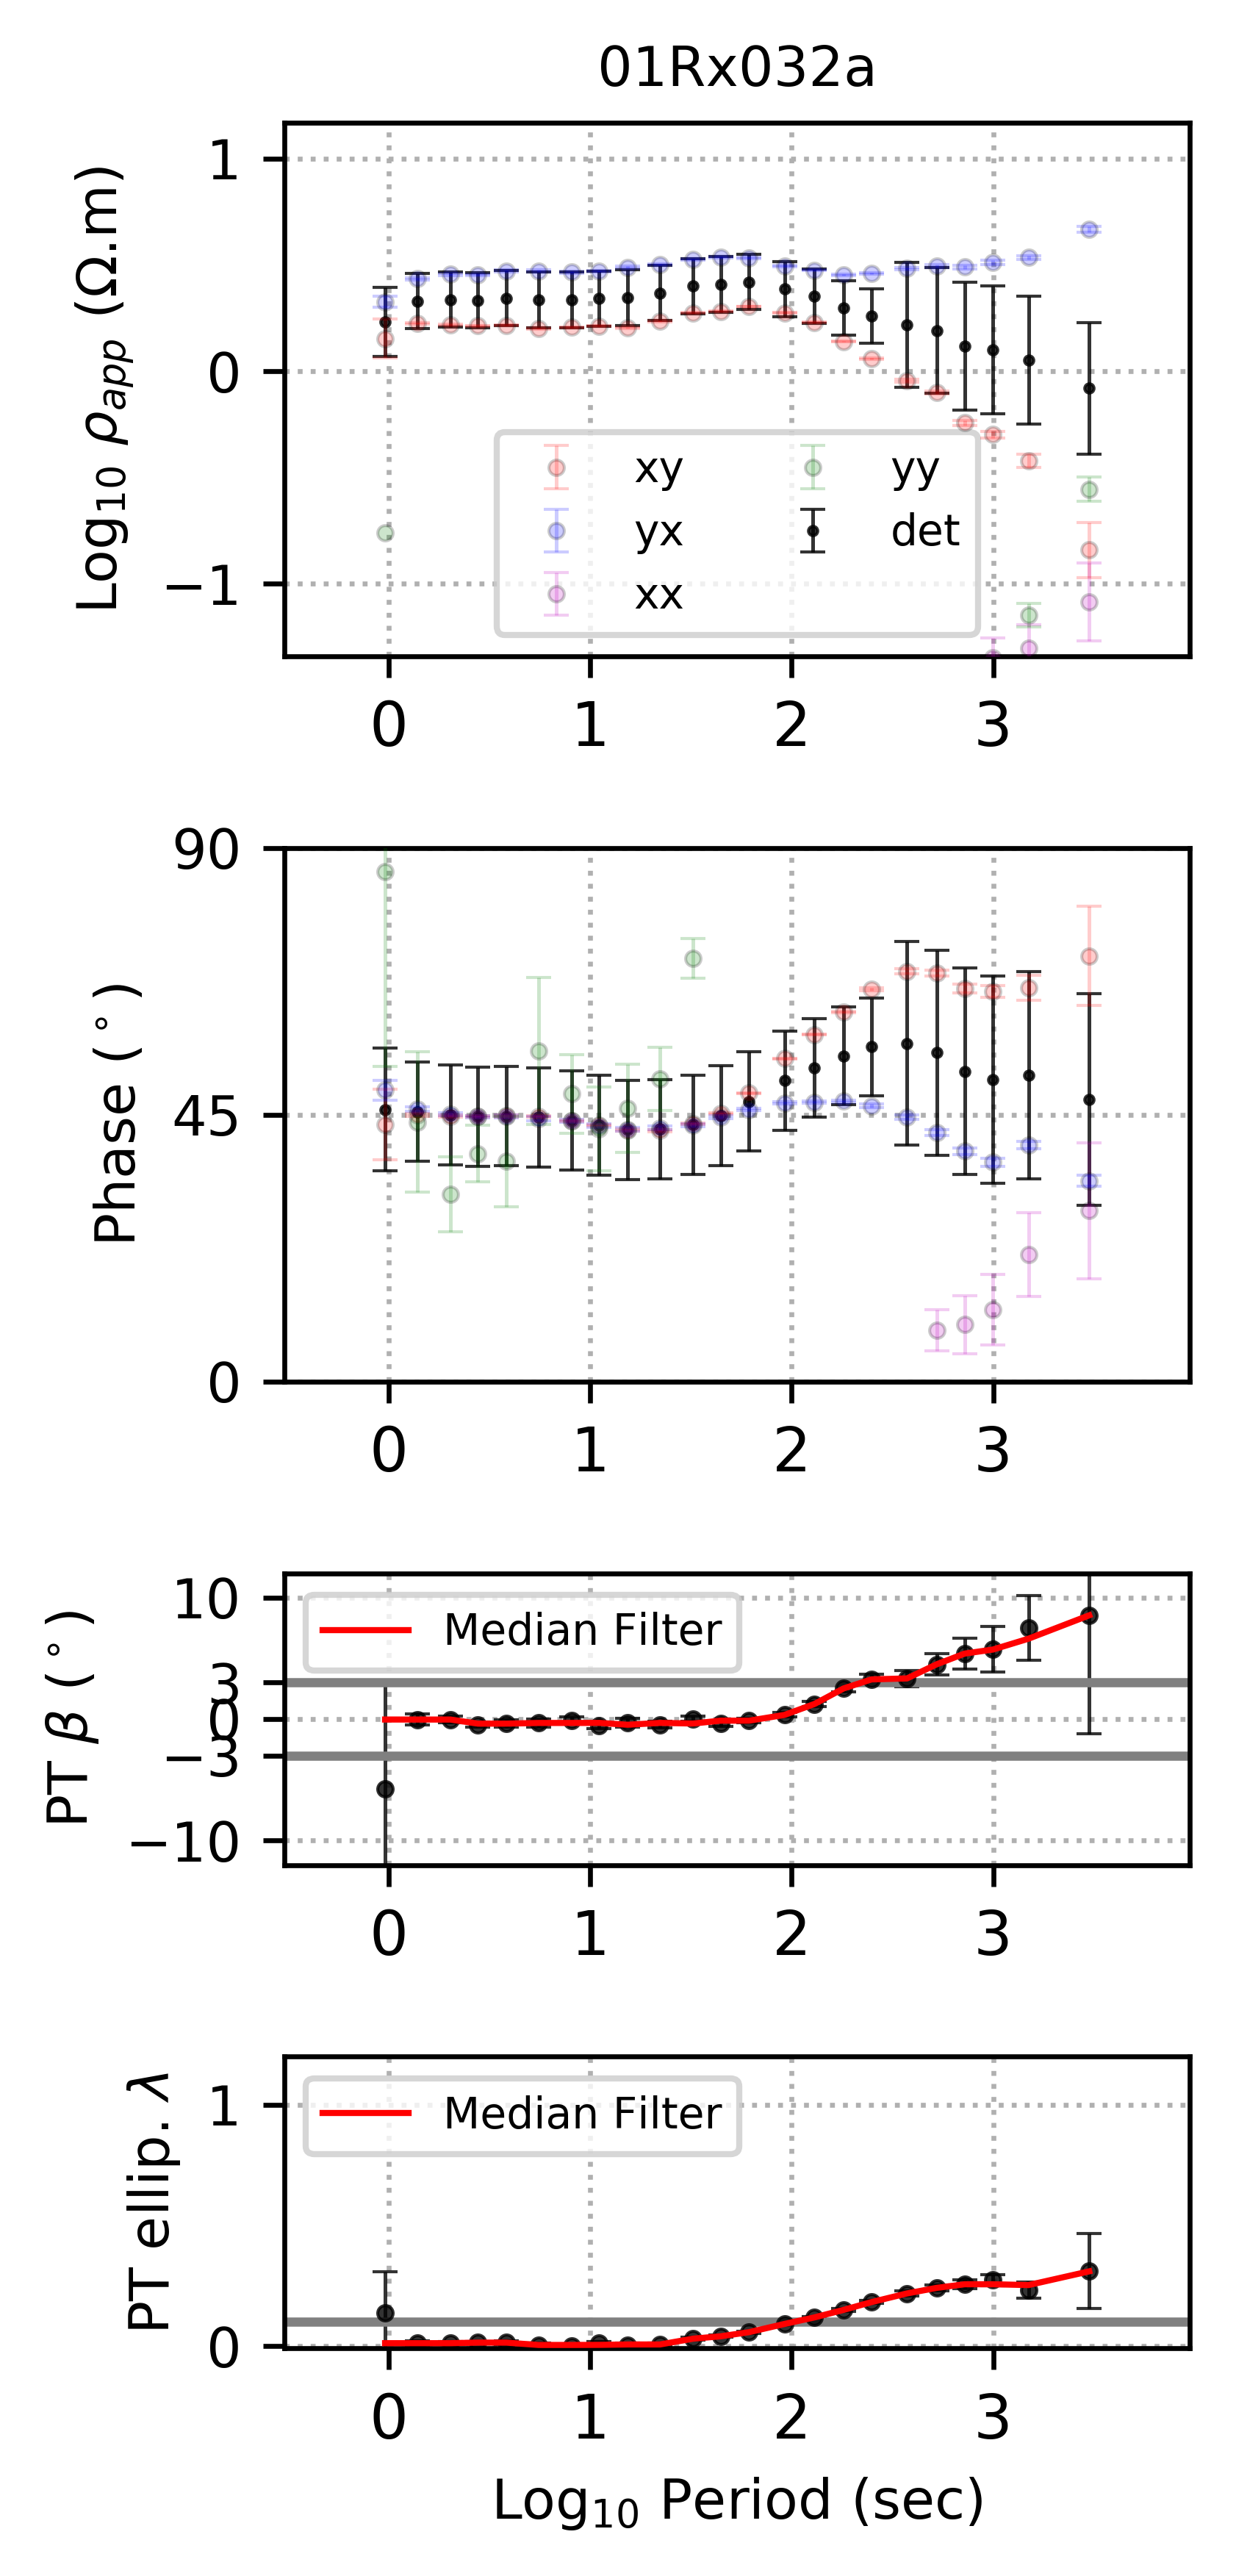 01Rx032a
Log₁₀ ρₐₚₚ (Ω.m)
1
0
−1
xy
yx
xx
yy
det
0 1 2 3
Phase (°)
90
45
0
0 1 2 3
PT β (°)
10
3
0
−3
−10
Median Filter
0 1 2 3
PT ellip. λ
1
0
Median Filter
0 1 2 3
Log₁₀ Period (sec)